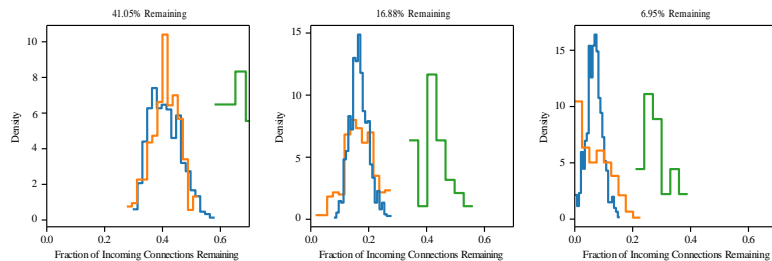 41.05% Remaining
16.88% Remaining
6.95% Remaining
10
8
6
4
2
0
Density
0.0
0.2
0.4
0.6
Fraction of Incoming Connections Remaining
15
10
5
0
Density
0.0
0.2
0.4
0.6
Fraction of Incoming Connections Remaining
15
10
5
0
Density
0.0
0.2
0.4
0.6
Fraction of Incoming Connections Remaining